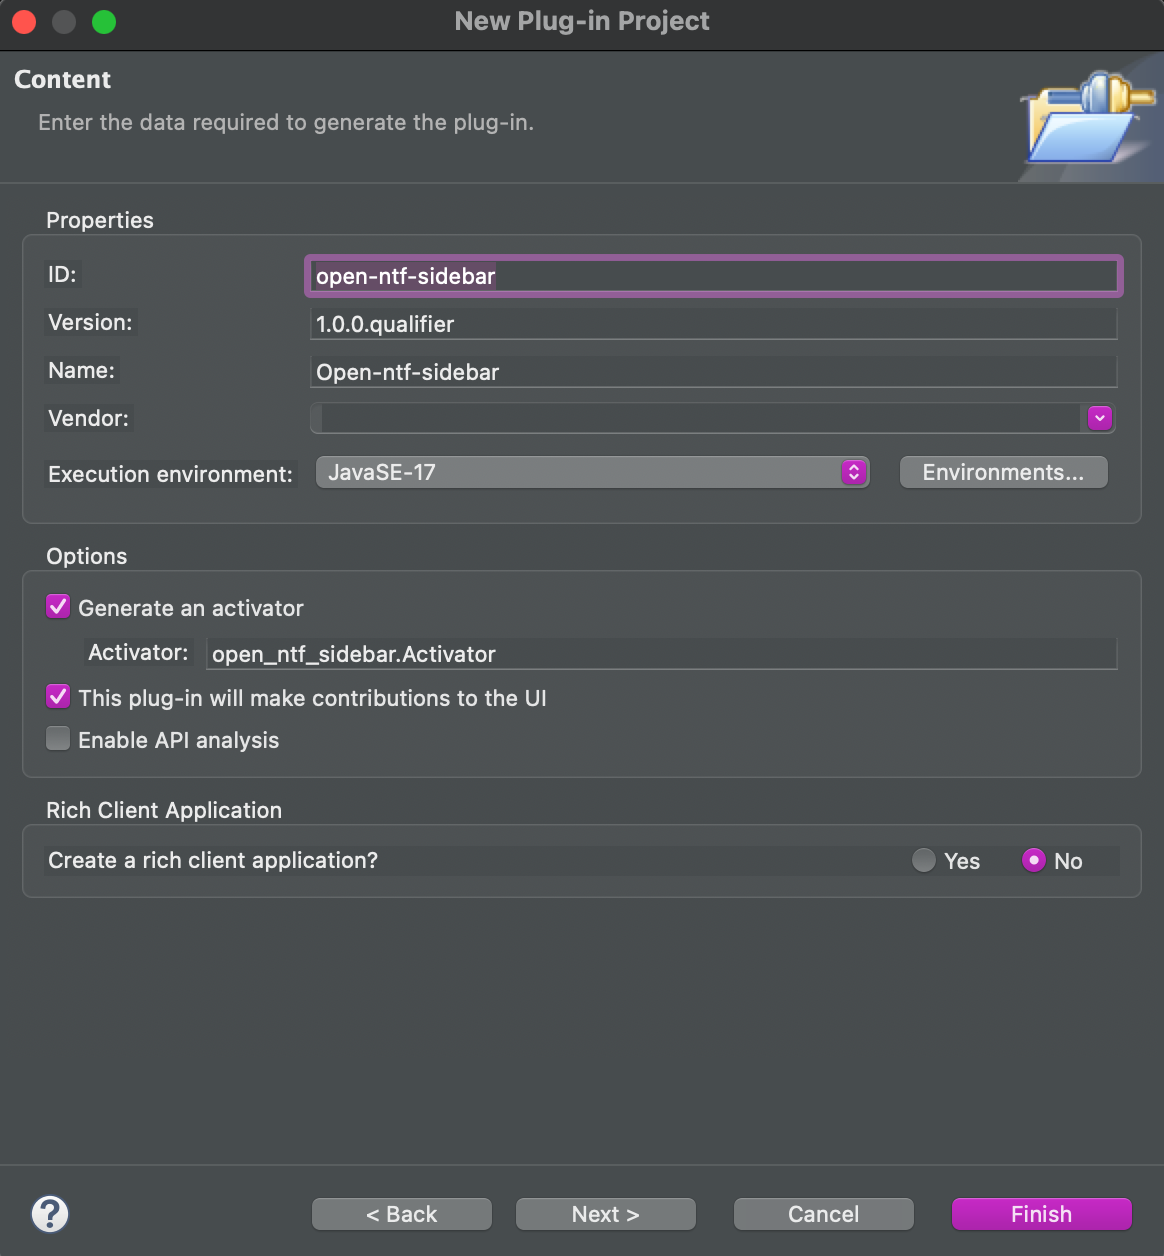 New Plug-in Project
Content
Enter the data required to generate the plug-in.
Properties
ID: open-ntf-sidebar
Version: 1.0.0.qualifier
Name: Open-ntf-sidebar
Vendor:
Execution environment: JavaSE-17 Environments...
Options
Generate an activator
Activator: open_ntf_sidebar.Activator
This plug-in will make contributions to the UI
Enable API analysis
Rich Client Application
Create a rich client application? Yes No
? < Back Next > Cancel Finish